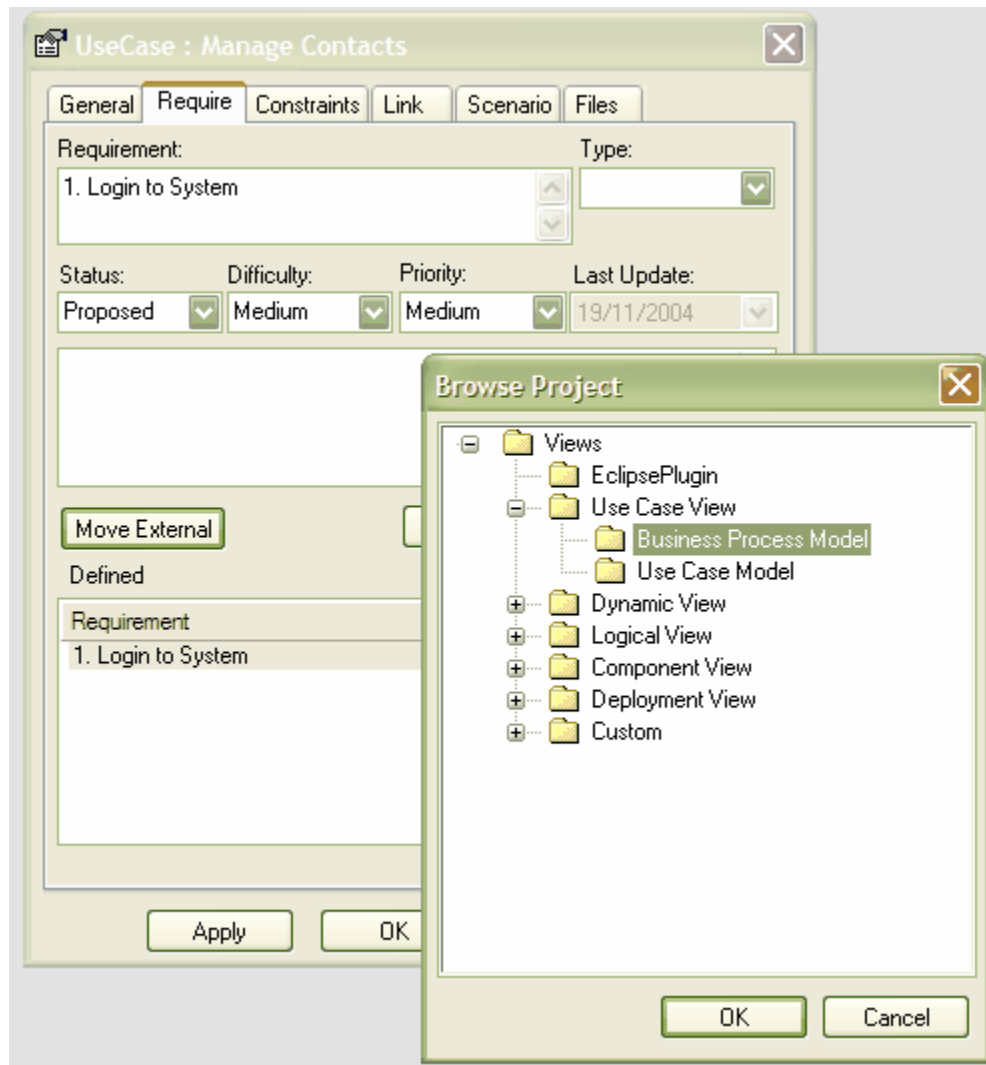 UseCase : Manage Contacts
General Require Constraints Link Scenario Files
Requirement: Type:
1. Login to System
Status: Difficulty: Priority: Last Update:
Proposed Medium Medium 19/11/2004
Move External
Defined
Requirement
1. Login to System
Apply OK
Browse Project
Views
EclipsePlugin
Use Case View
Business Process Model
Use Case Model
Dynamic View
Logical View
Component View
Deployment View
Custom
OK Cancel